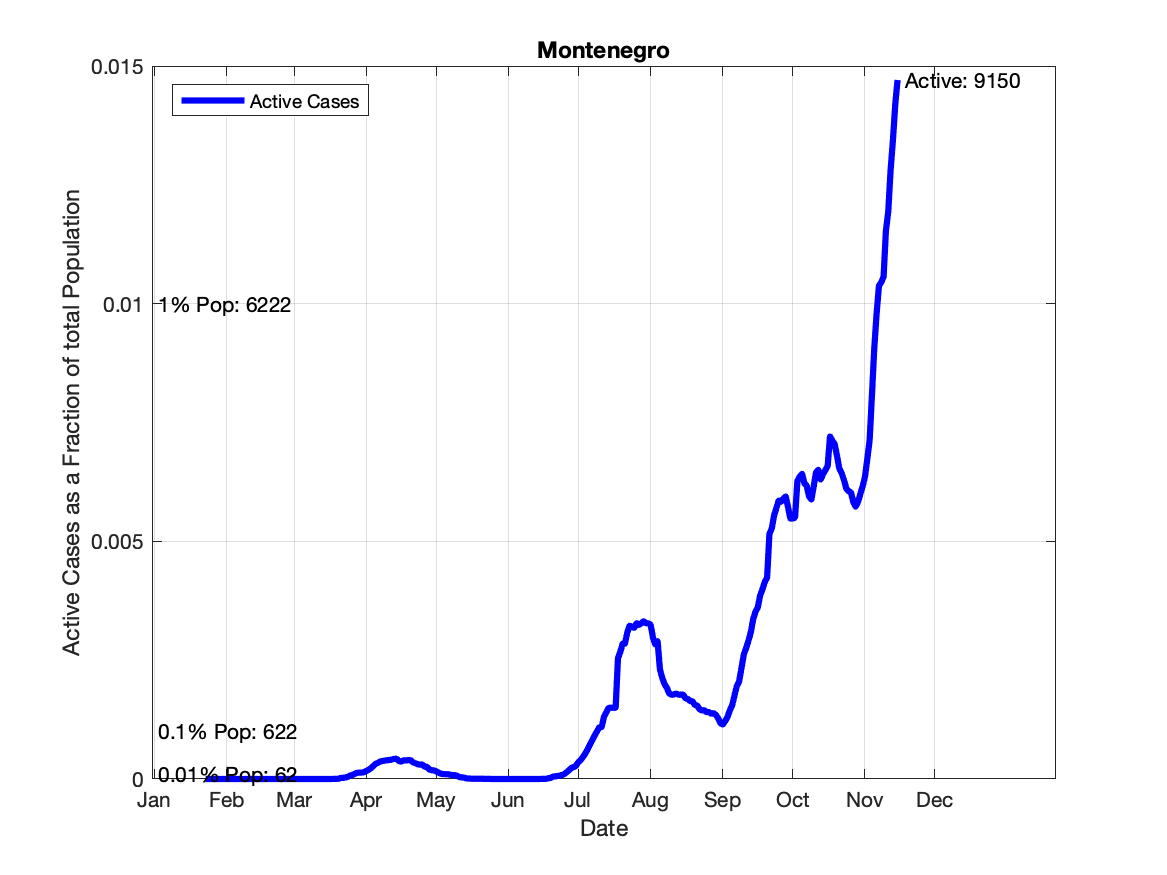 Montenegro
0.015
Active Cases
Active: 9150
0.01
1% Pop: 6222
0.005
0.1% Pop: 622
0.01% Pop: 62
0
Jan Feb Mar Apr May Jun Jul Aug Sep Oct Nov Dec
Date
Active Cases as a Fraction of total Population